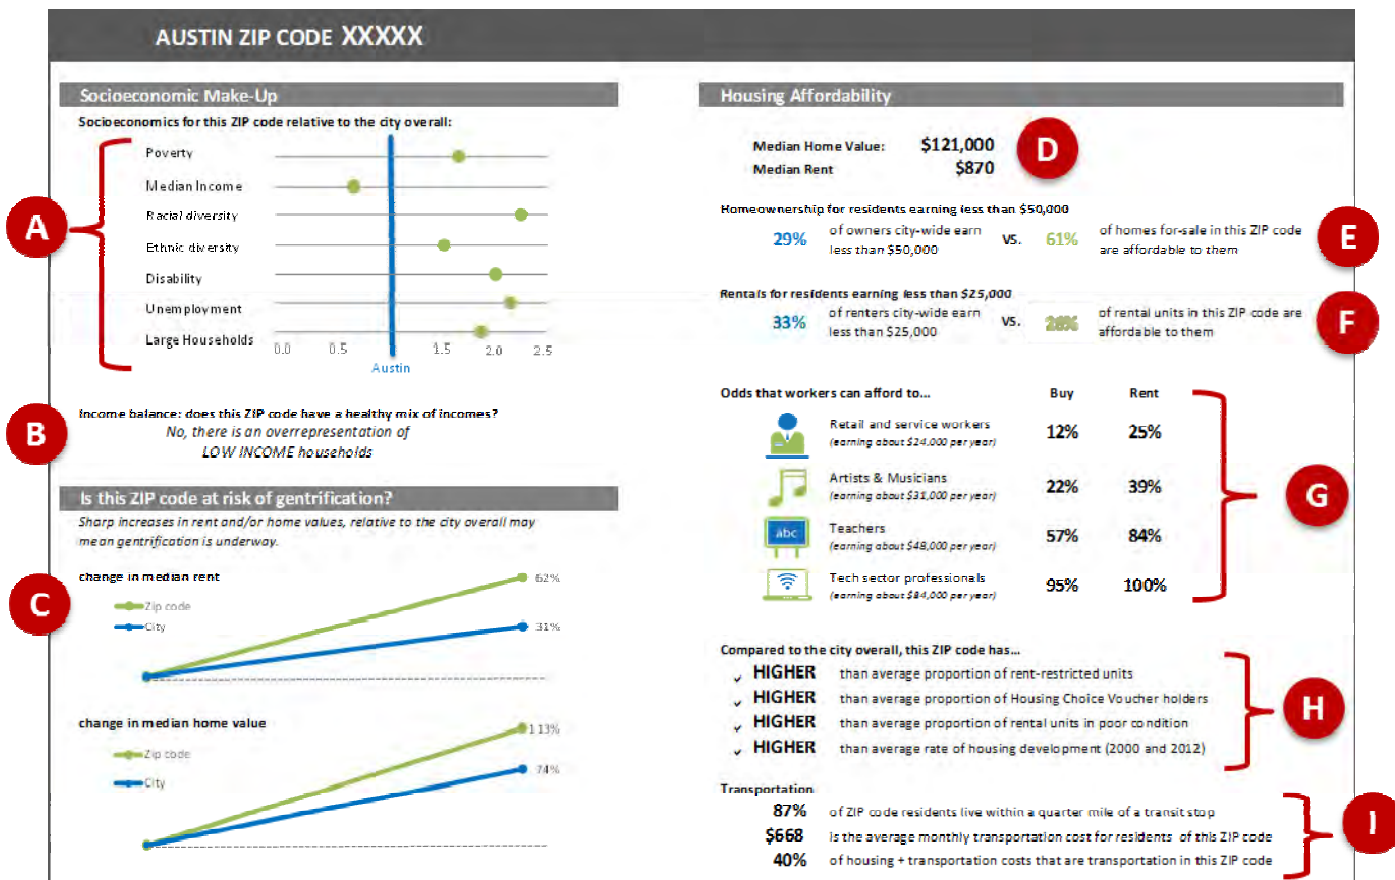 AUSTIN ZIP CODE XXXXX
Socioeconomic Make-Up
Socioeconomics for this ZIP code relative to the city overall:
A
Poverty
Median Income
Racial diversity
Ethnic diversity
Disability
Unemployment
Large Households
0.0 0.5 1.5 2.0 2.5
Austin
B
Income balance: does this ZIP code have a healthy mix of incomes?
No, there is an overrepresentation of
LOW INCOME households
Is this ZIP code at risk of gentrification?
Sharp increases in rent and/or home values, relative to the city overall may
mean gentrification is underway.
C
change in median rent
Zip code
City
62%
31%
change in median home value
Zip code
City
113%
74%
Housing Affordability
Median Home Value: $121,000
Median Rent $870
D
Homeownership for residents earning less than $50,000
29% of owners city-wide earn less than $50,000 vs. 61% of homes for-sale in this ZIP code are affordable to them
E
Rentals for residents earning less than $25,000
33% of renters city-wide earn less than $25,000 vs. of rental units in this ZIP code are affordable to them
F
Odds that workers can afford to... Buy Rent
Retail and service workers 12% 25%
(earning about $24,000 per year)
Artists & Musicians 22% 39%
(earning about $31,000 per year)
abc
Teachers 57% 84%
(earning about $48,000 per year)
Tech sector professionals 95% 100%
(earning about $84,000 per year)
G
Compared to the city overall, this ZIP code has...
HIGHER than average proportion of rent-restricted units
HIGHER than average proportion of Housing Choice Voucher holders
HIGHER than average proportion of rental units in poor condition
HIGHER than average rate of housing development (2000 and 2012)
H
Transportation
87% of ZIP code residents live within a quarter mile of a transit stop
$668 is the average monthly transportation cost for residents of this ZIP code
40% of housing + transportation costs that are transportation in this ZIP code
I